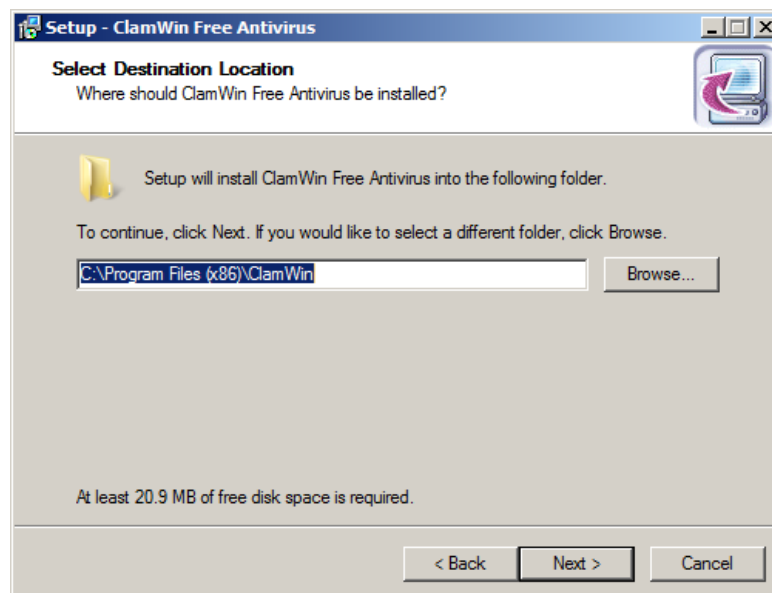 Setup - ClamWin Free Antivirus
Select Destination Location
Where should ClamWin Free Antivirus be installed?
Setup will install ClamWin Free Antivirus into the following folder.
To continue, click Next. If you would like to select a different folder, click Browse.
C:\Program Files (x86)\ClamWin
Browse...
At least 20.9 MB of free disk space is required.
< Back
Next >
Cancel